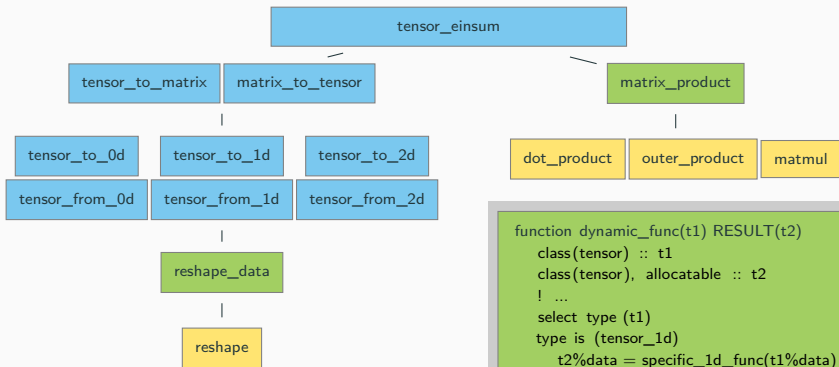 tensor_einsum
tensor_to_matrix matrix_to_tensor matrix_product
tensor_to_0d tensor_to_1d tensor_to_2d dot_product outer_product matmul
tensor_from_0d tensor_from_1d tensor_from_2d
reshape_data
reshape
function dynamic_func(t1) RESULT(t2)
class(tensor) :: t1
class(tensor), allocatable :: t2
! ...
select type (t1)
type is (tensor_1d)
t2%data = specific_1d_func(t1%data)